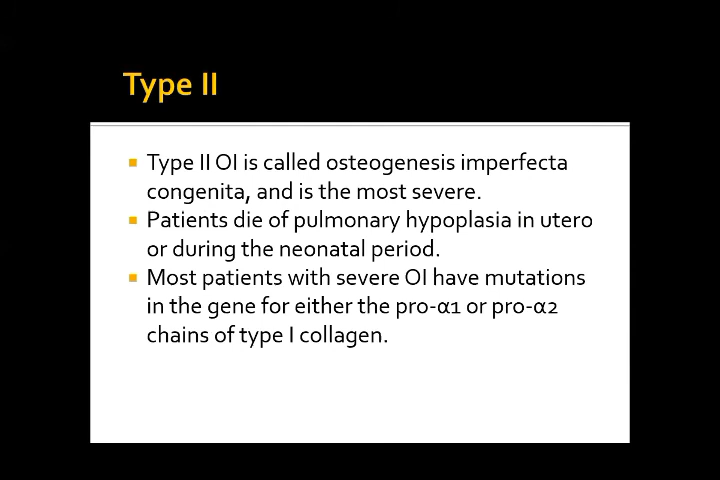 Type II
Type II OI is called osteogenesis imperfecta
congenita, and is the most severe.
Patients die of pulmonary hypoplasia in utero
or during the neonatal period.
Most patients with severe OI have mutations
in the gene for either the pro-α1 or pro-α2
chains of type I collagen.